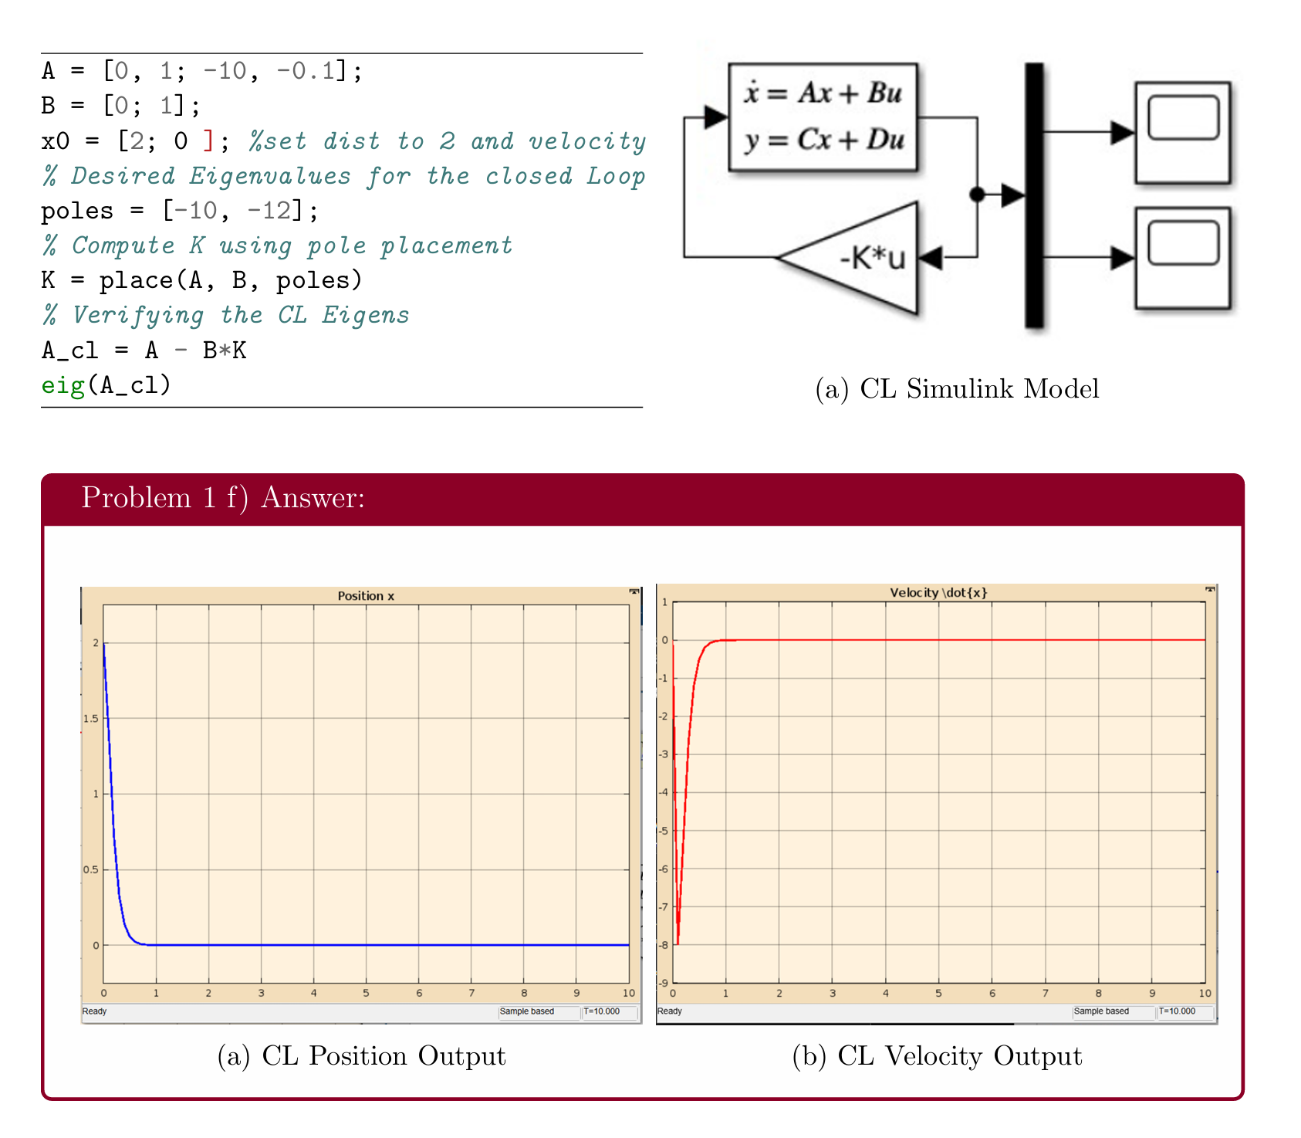 A = [0, 1; -10, -0.1];
B = [0; 1];
x0 = [2; 0 ]; %set dist to 2 and velocity
% Desired Eigenvalues for the closed Loop
poles = [-10, -12];
% Compute K using pole placement
K = place(A, B, poles)
% Verifying the CL Eigens
A_cl = A - B*K
eig(A_cl)
ẋ = Ax + Bu
y = Cx + Du
-K*u
(a) CL Simulink Model
Problem 1 f) Answer:
Position x
2
1.5
1
0.5
0
0 1 2 3 4 5 6 7 8 9 10
Ready Sample based T=10.000
(a) CL Position Output
Velocity \dot{x}
1
0
-1
-2
-3
-4
-5
-6
-7
-8
-9
0 1 2 3 4 5 6 7 8 9 10
Ready Sample based T=10.000
(b) CL Velocity Output